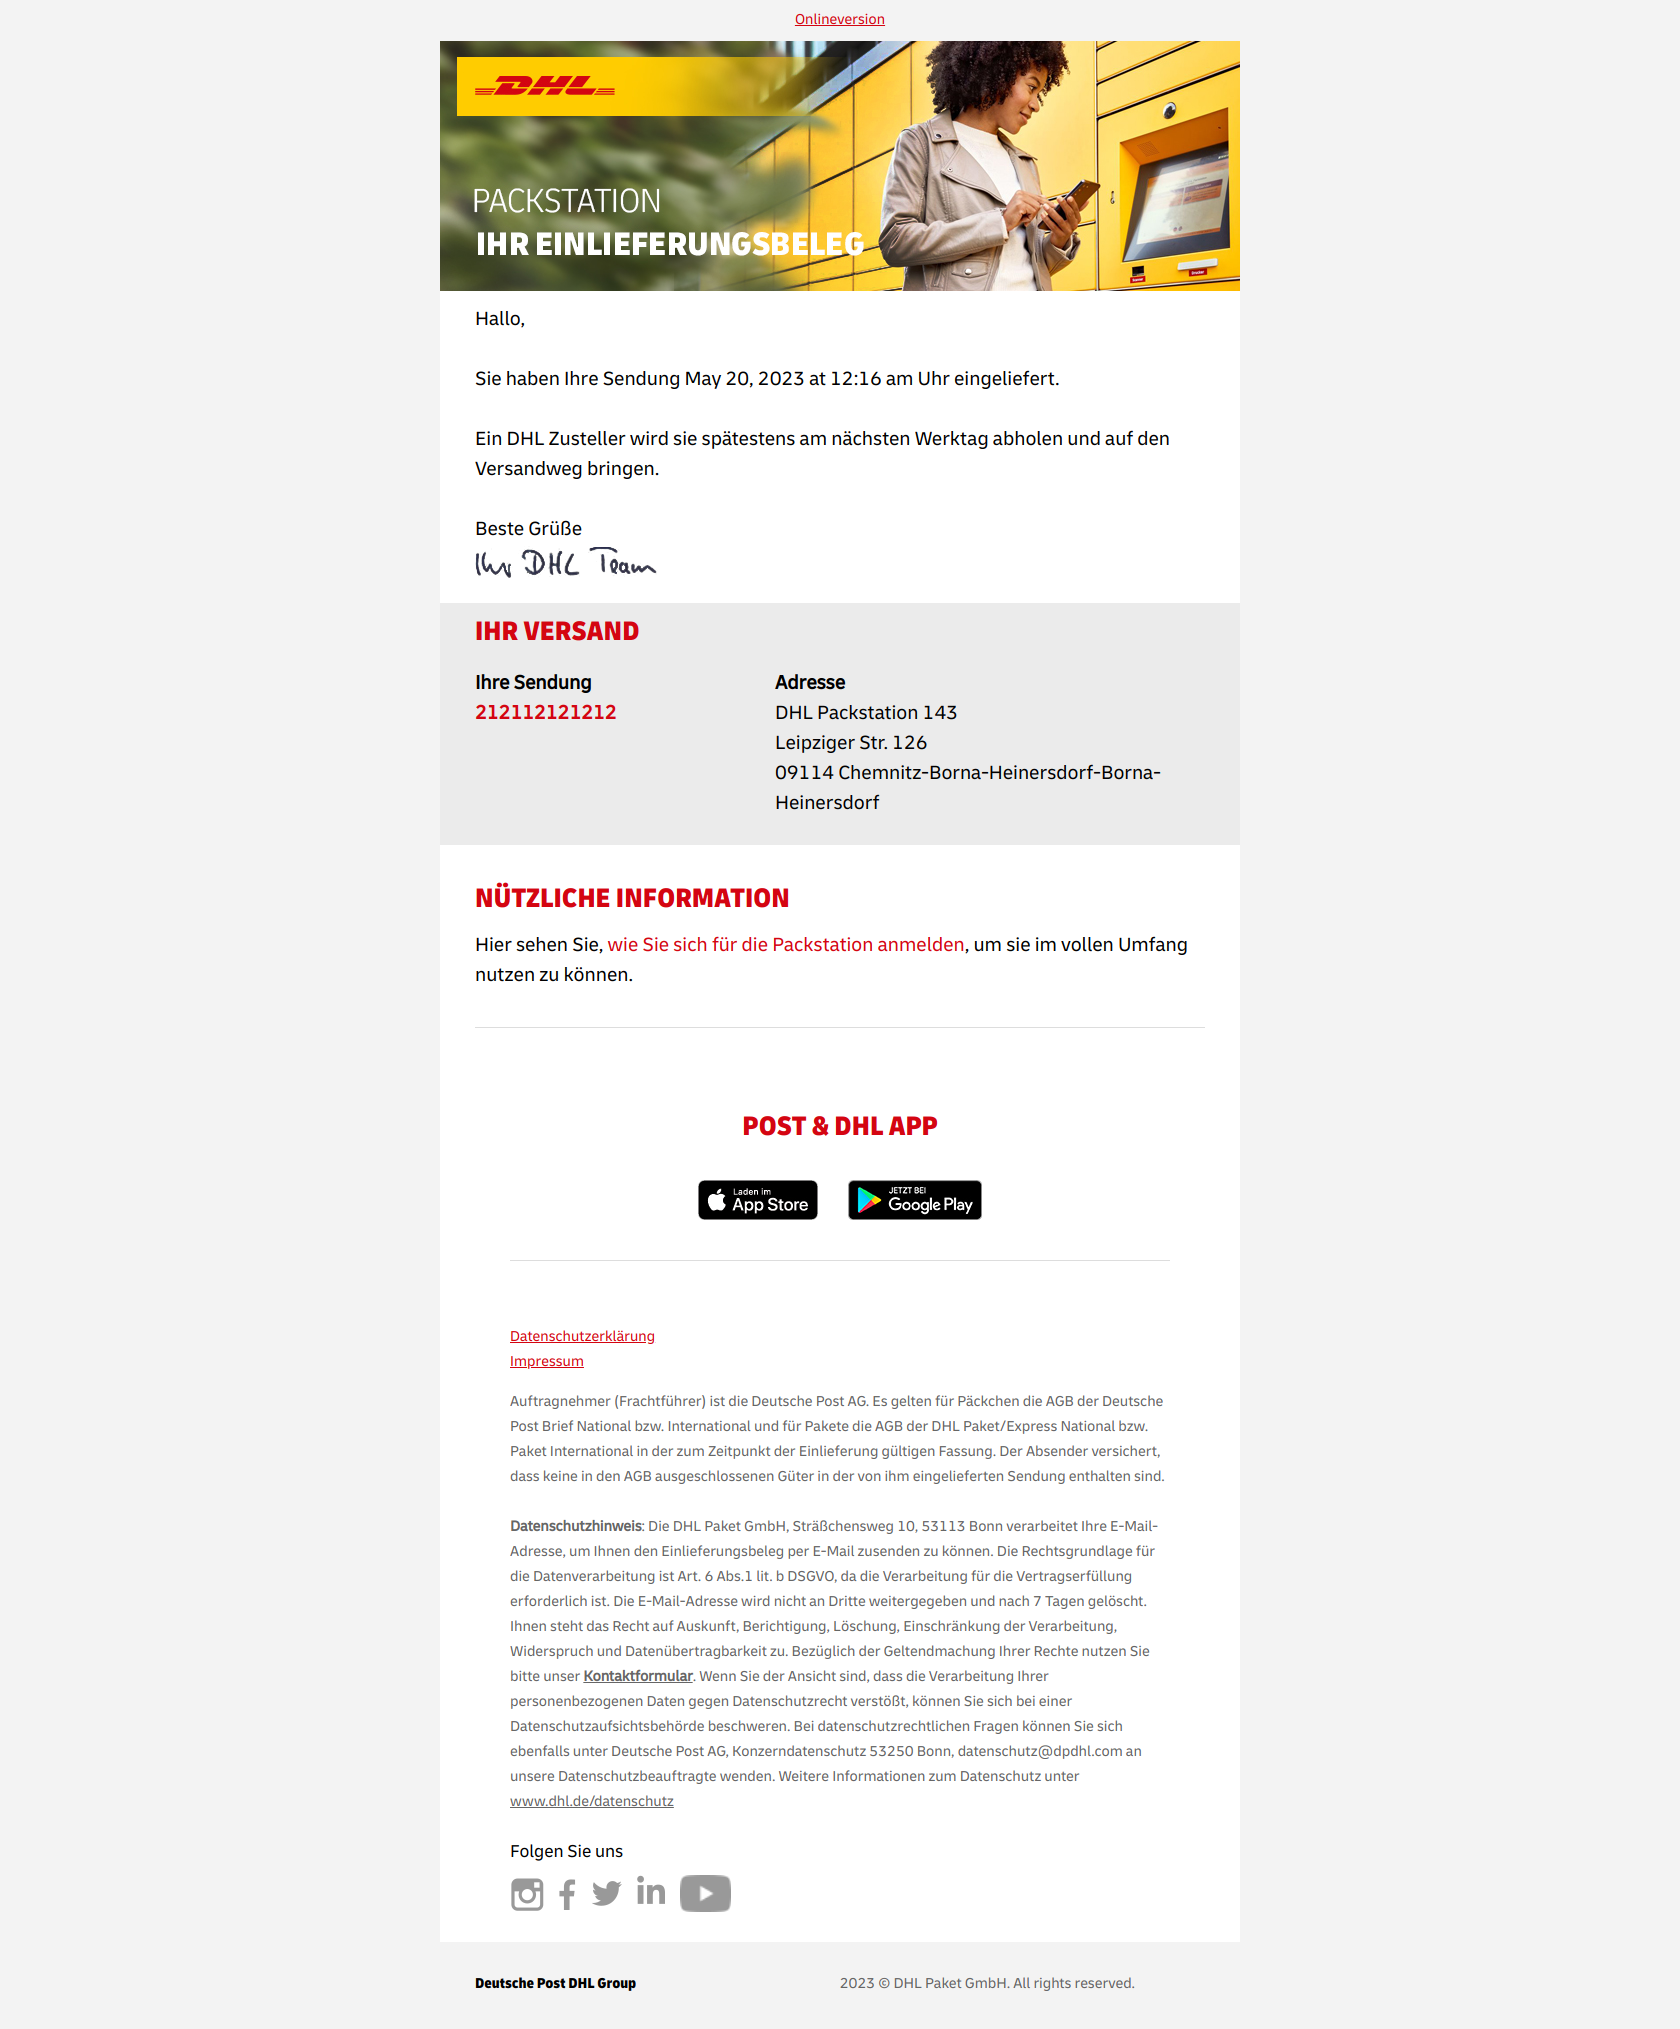 Onlineversion
DHL
PACKSTATION
IHR EINLIEFERUNGSBELEG
Hallo,
Sie haben Ihre Sendung May 20, 2023 at 12:16 am Uhr eingeliefert.
Ein DHL Zusteller wird sie spätestens am nächsten Werktag abholen und auf den
Versandweg bringen.
Beste Grüße
Ihr DHL Team
IHR VERSAND
Ihre Sendung
212112121212
Adresse
DHL Packstation 143
Leipziger Str. 126
09114 Chemnitz-Borna-Heinersdorf-Borna-
Heinersdorf
NÜTZLICHE INFORMATION
Hier sehen Sie, wie Sie sich für die Packstation anmelden, um sie im vollen Umfang
nutzen zu können.
POST & DHL APP
Laden im
App Store
JETZT BEI
Google Play
Datenschutzerklärung
Impressum
Auftragnehmer (Frachtführer) ist die Deutsche Post AG. Es gelten für Päckchen die AGB der Deutsche
Post Brief National bzw. International und für Pakete die AGB der DHL Paket/Express National bzw.
Paket International in der zum Zeitpunkt der Einlieferung gültigen Fassung. Der Absender versichert,
dass keine in den AGB ausgeschlossenen Güter in der von ihm eingelieferten Sendung enthalten sind.
Datenschutzhinweis: Die DHL Paket GmbH, Sträßchensweg 10, 53113 Bonn verarbeitet Ihre E-Mail-
Adresse, um Ihnen den Einlieferungsbeleg per E-Mail zusenden zu können. Die Rechtsgrundlage für
die Datenverarbeitung ist Art. 6 Abs.1 lit. b DSGVO, da die Verarbeitung für die Vertragserfüllung
erforderlich ist. Die E-Mail-Adresse wird nicht an Dritte weitergegeben und nach 7 Tagen gelöscht.
Ihnen steht das Recht auf Auskunft, Berichtigung, Löschung, Einschränkung der Verarbeitung,
Widerspruch und Datenübertragbarkeit zu. Bezüglich der Geltendmachung Ihrer Rechte nutzen Sie
bitte unser Kontaktformular. Wenn Sie der Ansicht sind, dass die Verarbeitung Ihrer
personenbezogenen Daten gegen Datenschutzrecht verstößt, können Sie sich bei einer
Datenschutzaufsichtsbehörde beschweren. Bei datenschutzrechtlichen Fragen können Sie sich
ebenfalls unter Deutsche Post AG, Konzerndatenschutz 53250 Bonn, datenschutz@dpdhl.com an
unsere Datenschutzbeauftragte wenden. Weitere Informationen zum Datenschutz unter
www.dhl.de/datenschutz
Folgen Sie uns
Deutsche Post DHL Group
2023 © DHL Paket GmbH. All rights reserved.